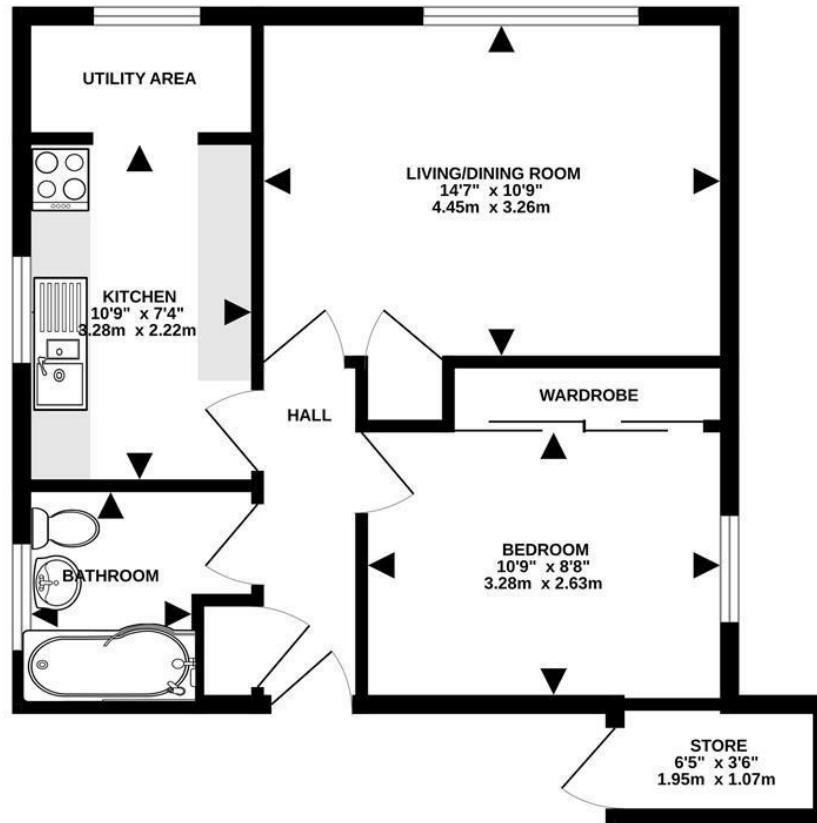 UTILITY AREA
LIVING/DINING ROOM
14'7" x 10'9"
4.45m x 3.26m
KITCHEN
10'9" x 7'4"
3.28m x 2.22m
WARDROBE
HALL
BEDROOM
10'9" x 8'8"
3.28m x 2.63m
BATHROOM
STORE
6'5" x 3'6"
1.95m x 1.07m